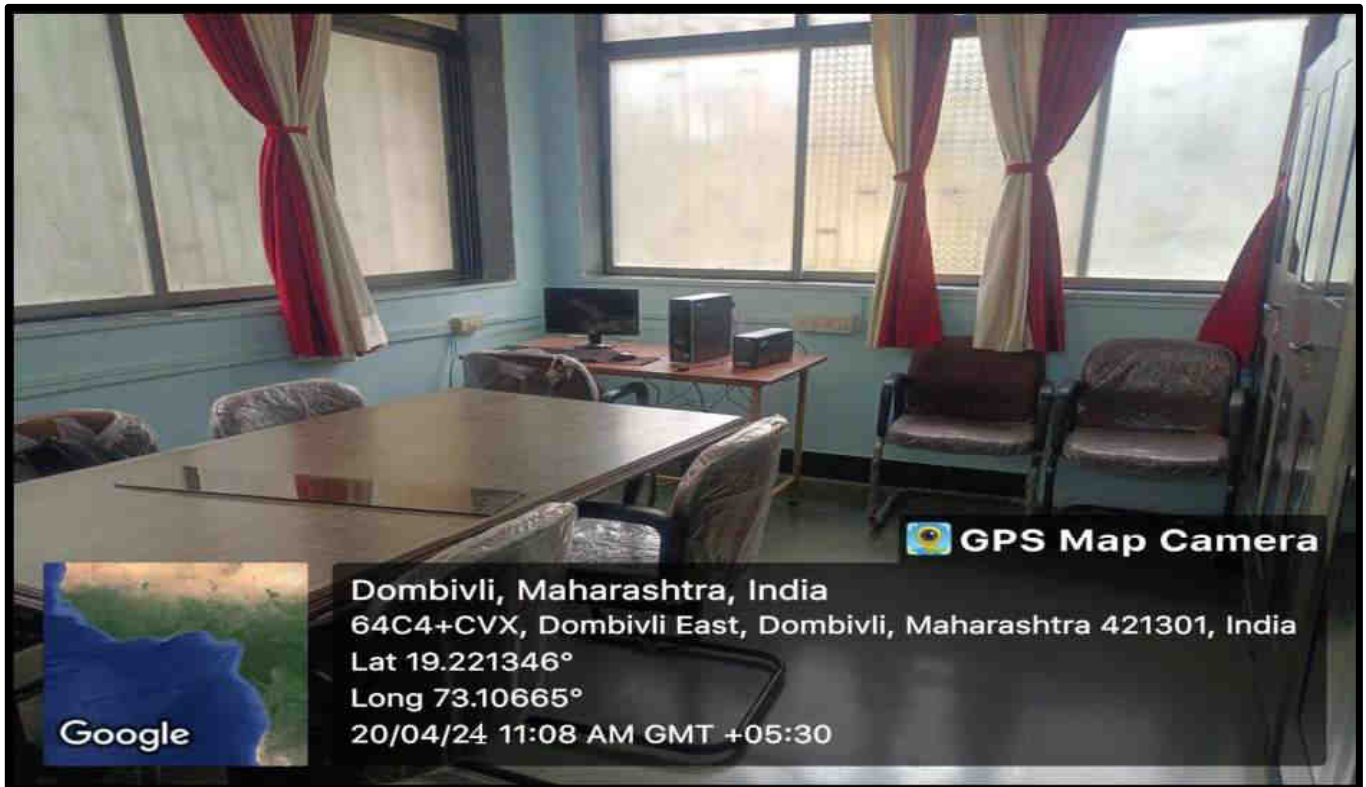 GPS Map Camera
Dombivli, Maharashtra, India
64C4+CVX, Dombivli East, Dombivli, Maharashtra 421301, India
Lat 19.221346°
Long 73.10665°
20/04/24 11:08 AM GMT +05:30
Google